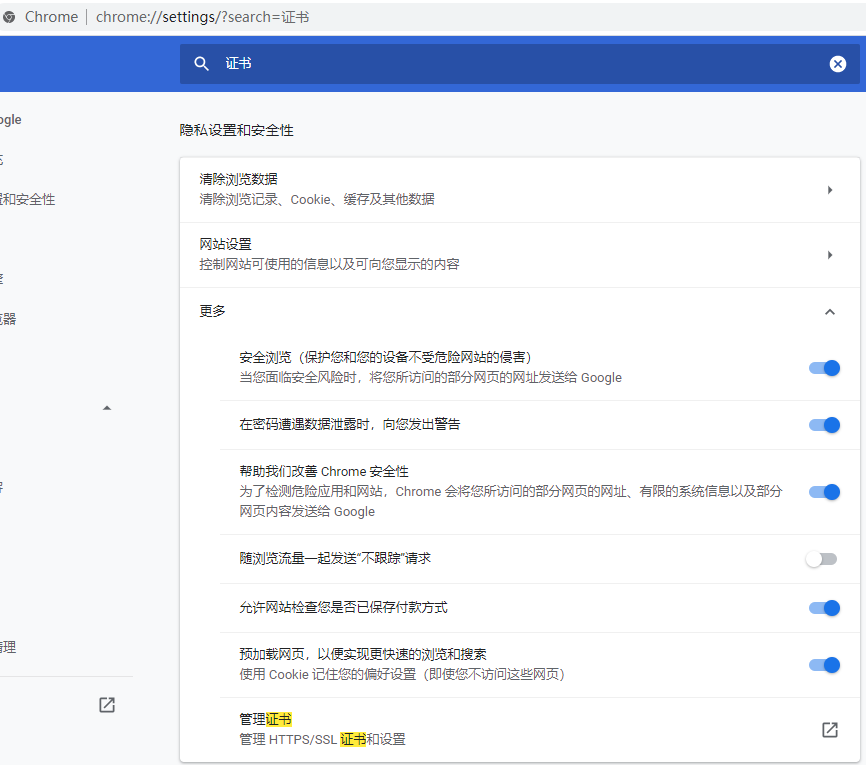 Chrome | chrome://settings/?search=证书
证书
ogle
隐私设置和安全性
清除浏览数据
清除浏览记录、Cookie、缓存及其他数据
和安全性
网站设置
控制网站可使用的信息以及可向您显示的内容
更多
览器
安全浏览（保护您和您的设备不受危险网站的侵害）
当您面临安全风险时，将您所访问的部分网页的网址发送给 Google
在密码遭遇数据泄露时，向您发出警告
帮助我们改善 Chrome 安全性
为了检测危险应用和网站，Chrome 会将您所访问的部分网页的网址、有限的系统信息以及部分
网页内容发送给 Google
随浏览流量一起发送“不跟踪”请求
允许网站检查您是否已保存付款方式
预加载网页，以便实现更快速的浏览和搜索
使用 Cookie 记住您的偏好设置（即使您不访问这些网页）
清理
管理证书
管理 HTTPS/SSL 证书和设置